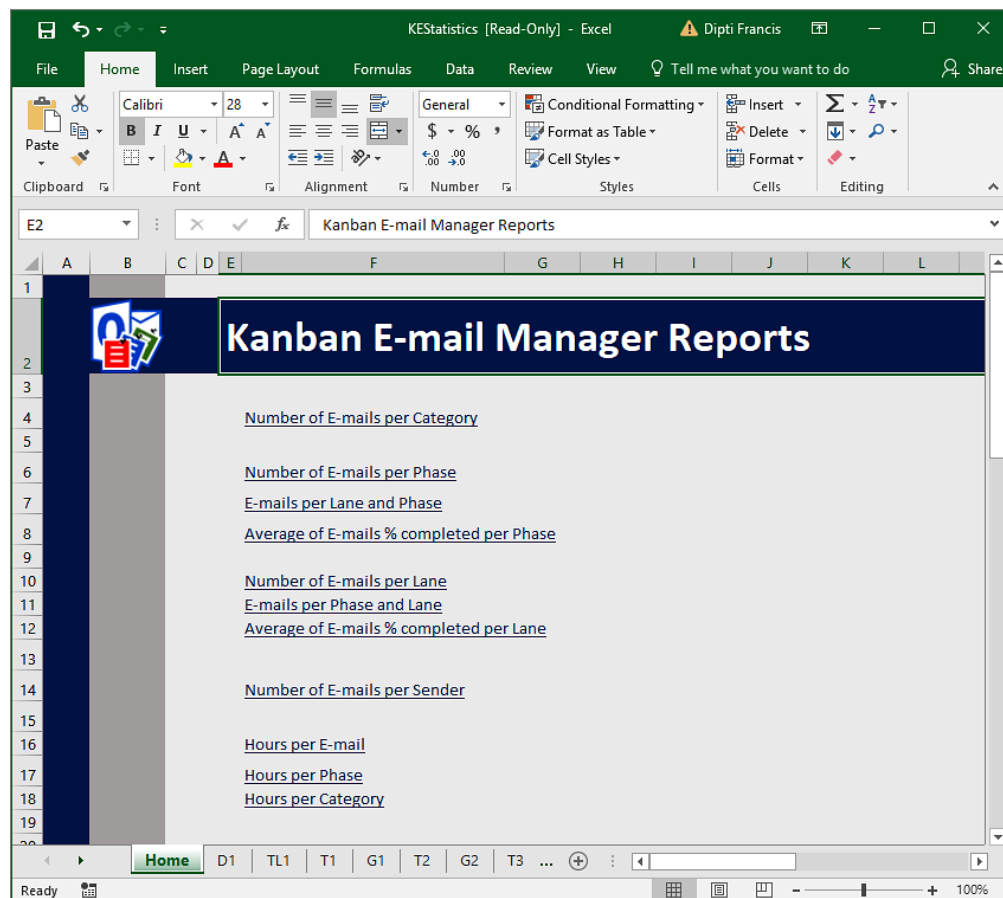 KEStatistics [Read-Only] - Excel
Dipti Francis
File Home Insert Page Layout Formulas Data Review View Tell me what you want to do Share
Paste
Clipboard
Calibri 28
B I U A A
A
Font
Alignment
General
$ % ,
.0 .00
.00 .0
Number
Conditional Formatting
Format as Table
Cell Styles
Styles
Insert
Delete
Format
Cells
Σ A Z
Editing
E2 fx Kanban E-mail Manager Reports
A B C D E F G H I J K L
1
2 Kanban E-mail Manager Reports
3
4 Number of E-mails per Category
5
6 Number of E-mails per Phase
7 E-mails per Lane and Phase
8 Average of E-mails % completed per Phase
9
10 Number of E-mails per Lane
11 E-mails per Phase and Lane
12 Average of E-mails % completed per Lane
13
14 Number of E-mails per Sender
15
16 Hours per E-mail
17 Hours per Phase
18 Hours per Category
19
20
Home D1 TL1 T1 G1 T2 G2 T3 ...
Ready 100%